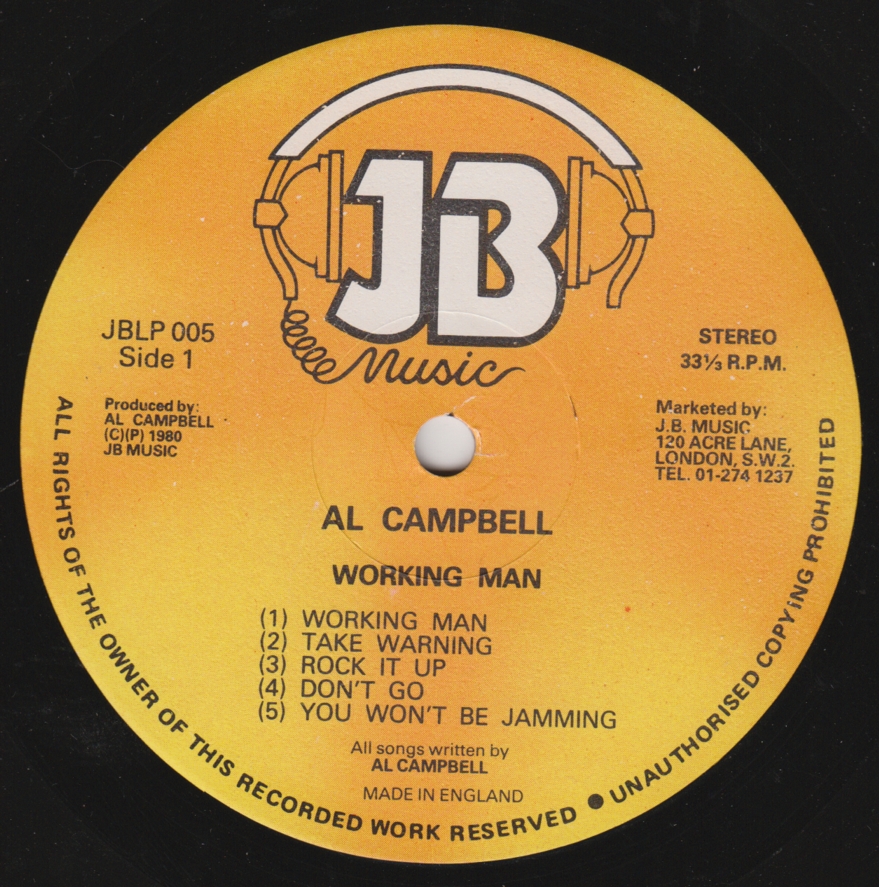 JB
Music
JBLP 005
Side 1
STEREO
33⅓ R.P.M.
Produced by:
AL CAMPBELL
(C)(P) 1980
JB MUSIC
Marketed by:
J.B. MUSIC
120 ACRE LANE,
LONDON, S.W.2.
TEL. 01-274 1237
AL CAMPBELL
WORKING MAN
(1) WORKING MAN
(2) TAKE WARNING
(3) ROCK IT UP
(4) DON'T GO
(5) YOU WON'T BE JAMMING
All songs written by
AL CAMPBELL
MADE IN ENGLAND
ALL RIGHTS OF THE OWNER OF THIS RECORDED WORK RESERVED ● UNAUTHORISED COPYING PROHIBITED